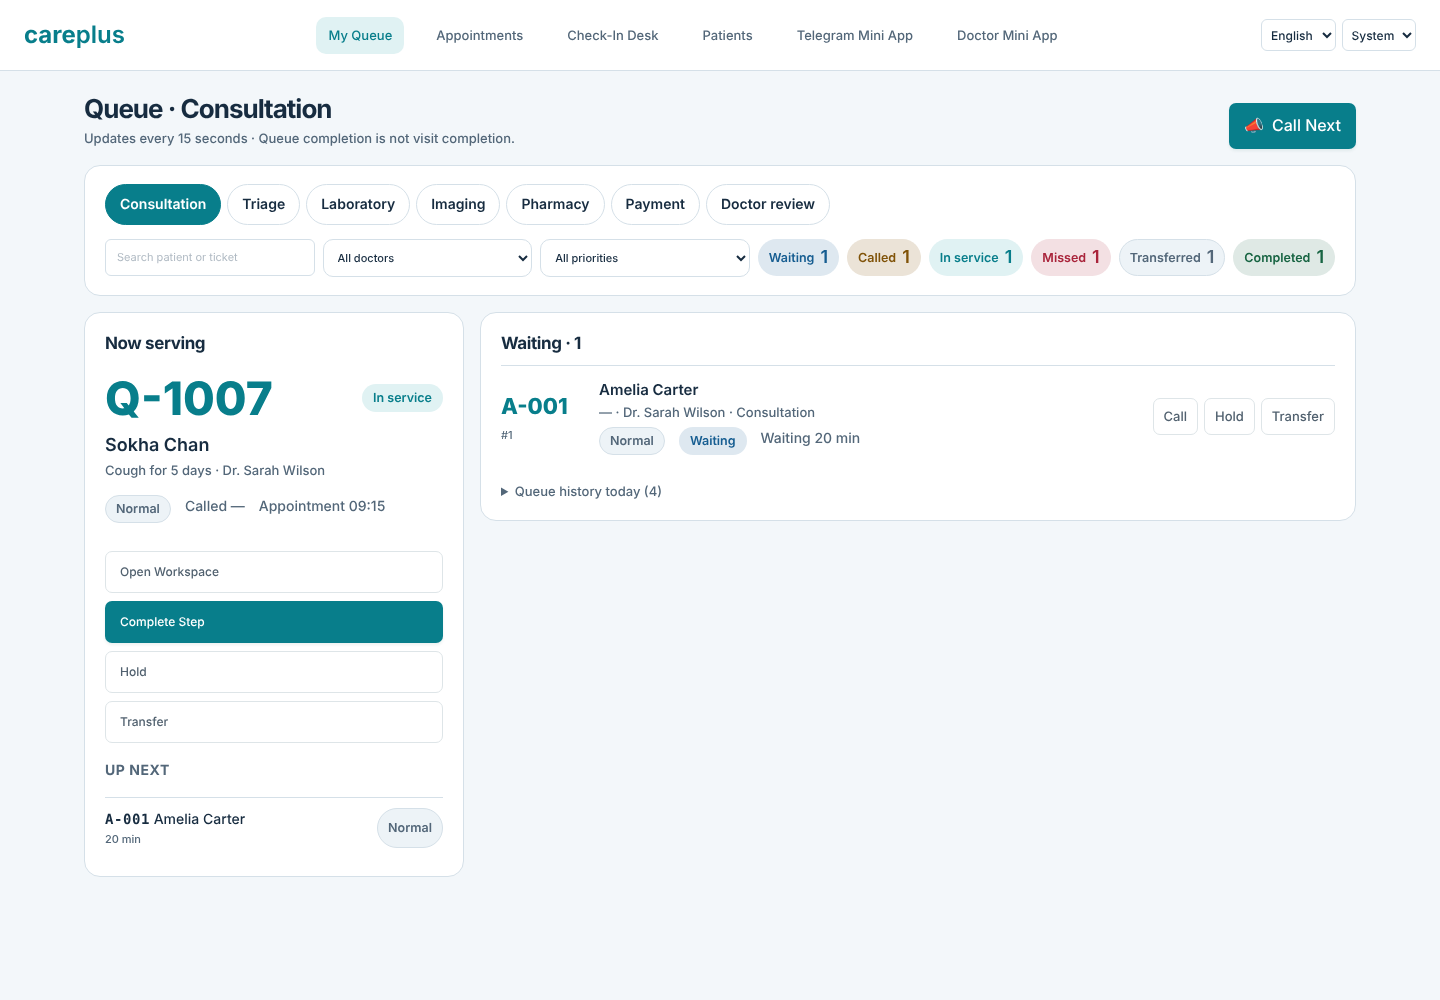 careplus
My Queue
Appointments
Check-In Desk
Patients
Telegram Mini App
Doctor Mini App
English
System
Queue · Consultation
Updates every 15 seconds · Queue completion is not visit completion.
Call Next
Consultation
Triage
Laboratory
Imaging
Pharmacy
Payment
Doctor review
Search patient or ticket
All doctors
All priorities
Waiting 1
Called 1
In service 1
Missed 1
Transferred 1
Completed 1
Now serving
Q-1007
In service
Sokha Chan
Cough for 5 days · Dr. Sarah Wilson
Normal
Called —
Appointment 09:15
Open Workspace
Complete Step
Hold
Transfer
UP NEXT
A-001 Amelia Carter
20 min
Normal
Waiting · 1
A-001
#1
Amelia Carter
— · Dr. Sarah Wilson · Consultation
Normal
Waiting
Waiting 20 min
Call
Hold
Transfer
Queue history today (4)